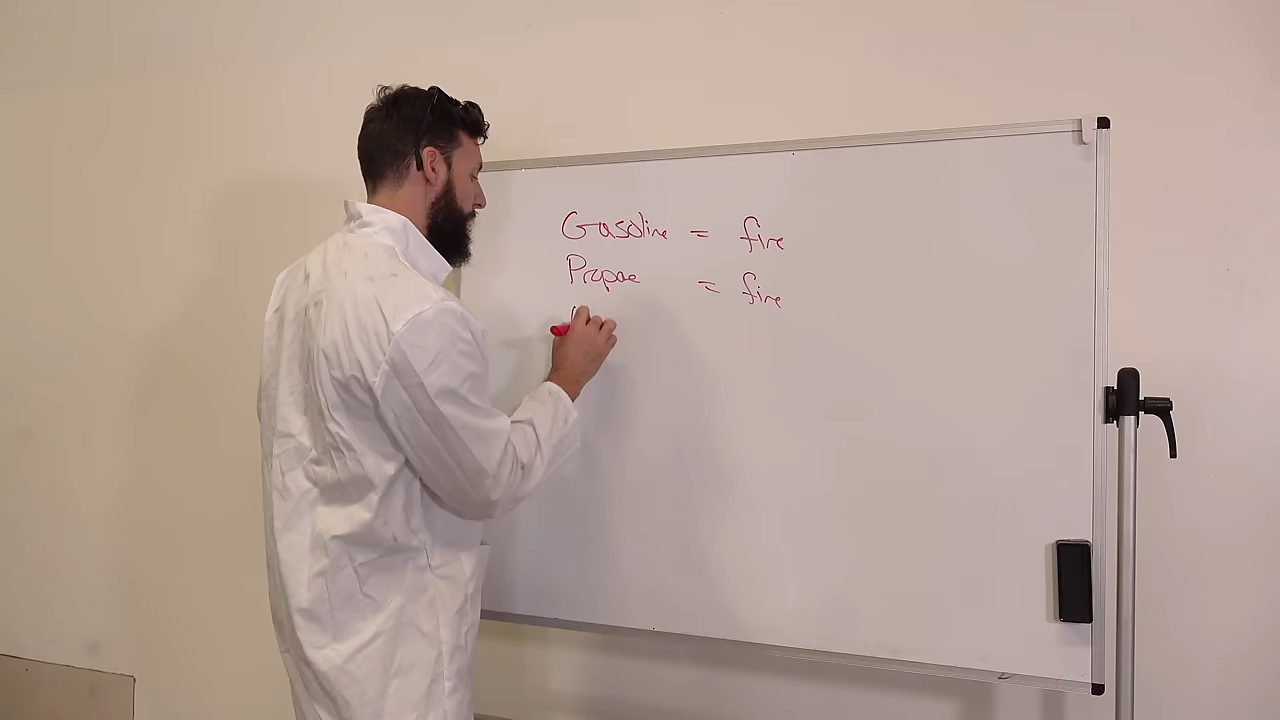 Gasoline = fire
Propae = fire